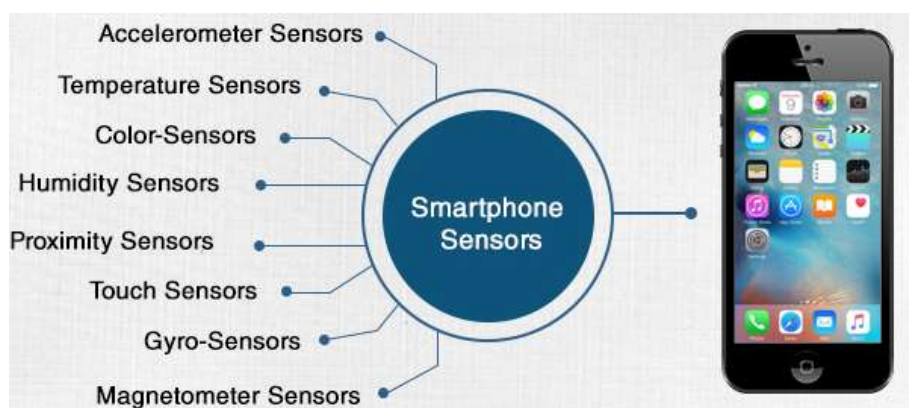 Accelerometer Sensors
Temperature Sensors
Color-Sensors
Humidity Sensors
Proximity Sensors
Touch Sensors
Gyro-Sensors
Magnetometer Sensors
Smartphone
Sensors